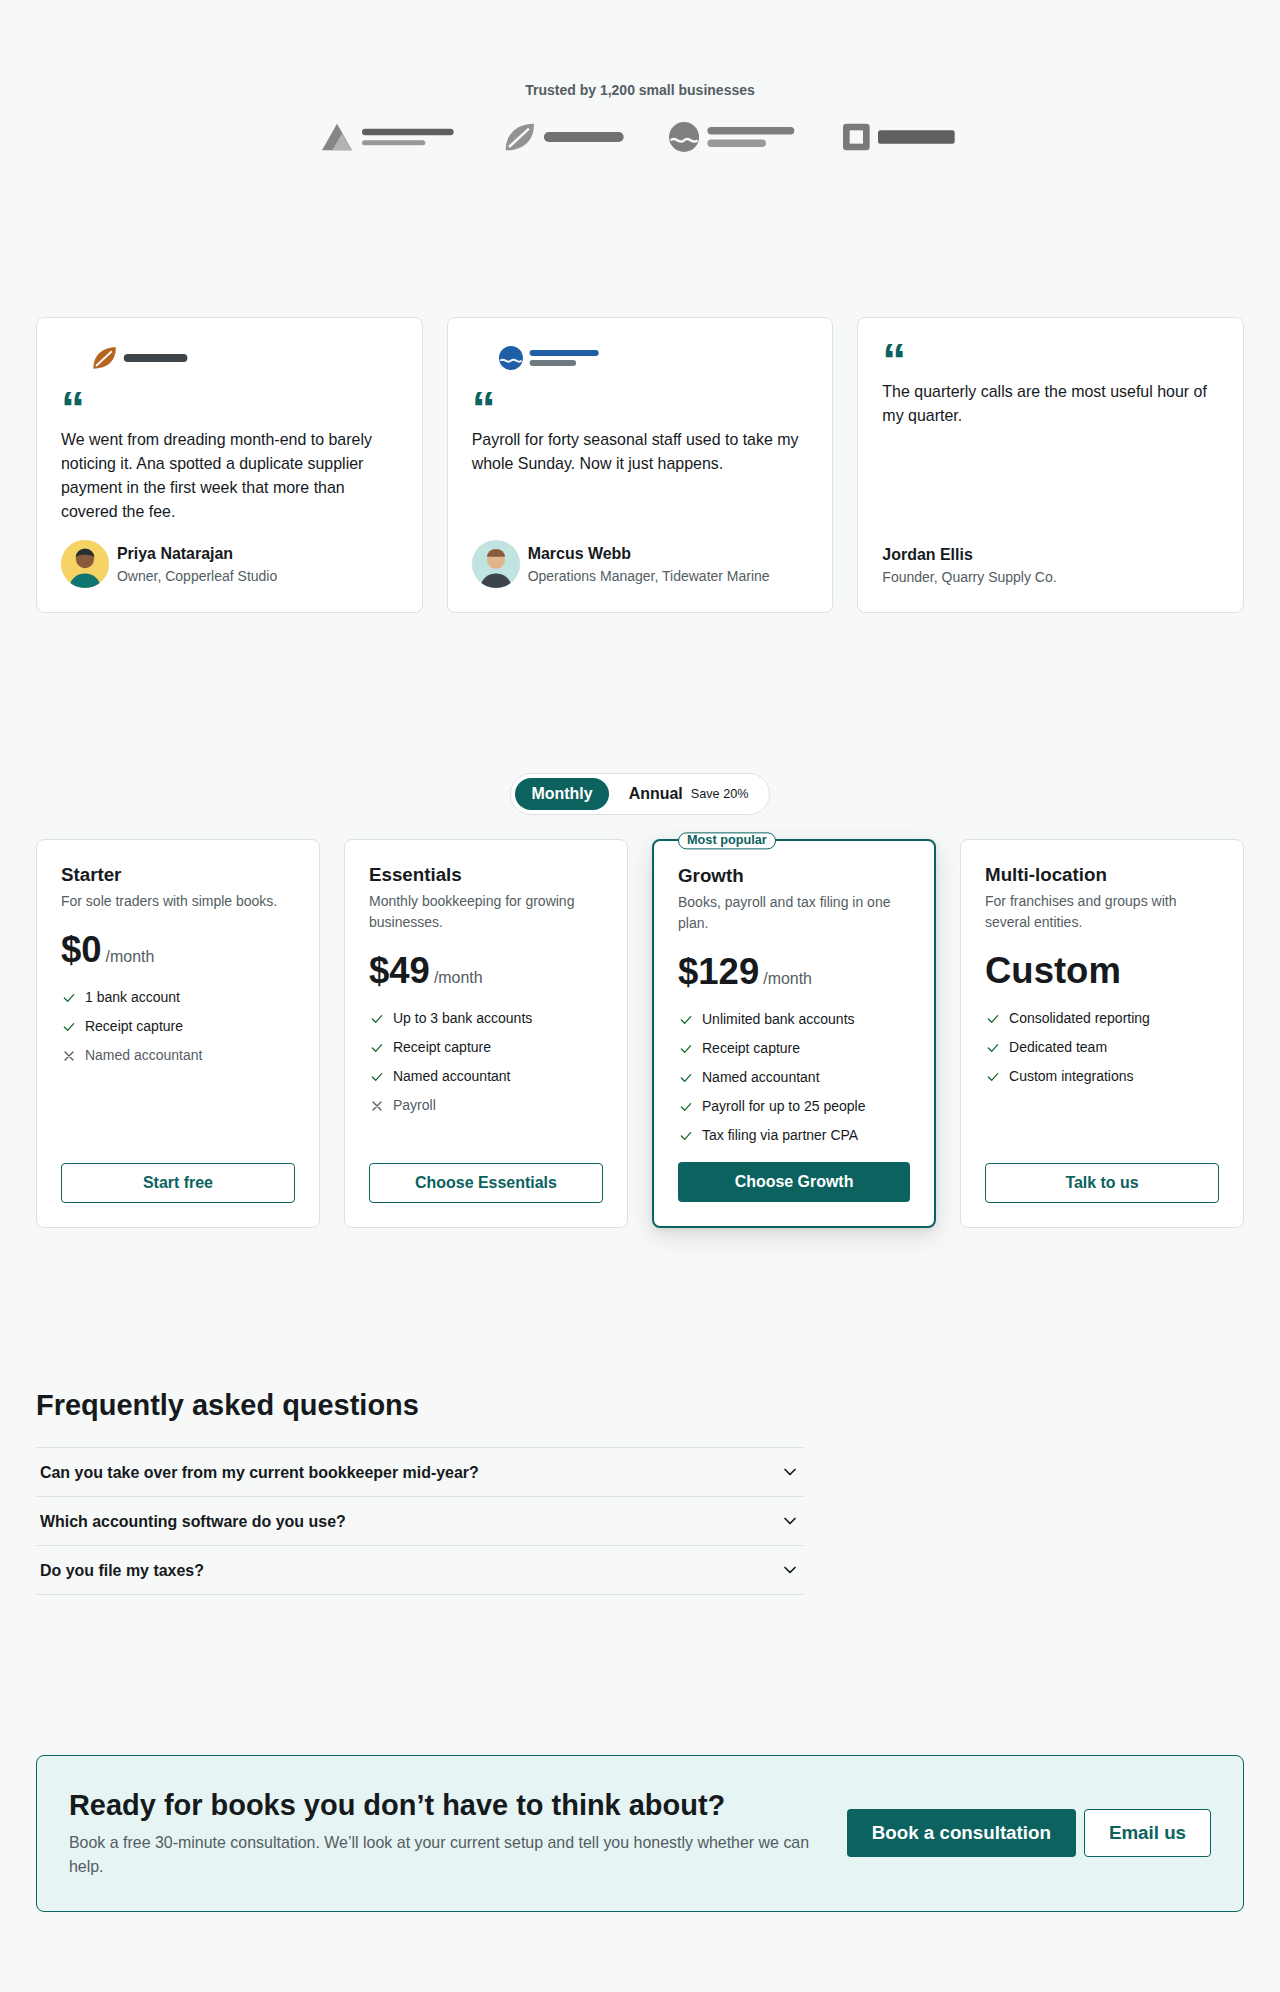 Trusted by 1,200 small businesses
“
We went from dreading month-end to barely
noticing it. Ana spotted a duplicate supplier
payment in the first week that more than
covered the fee.
Priya Natarajan
Owner, Copperleaf Studio
“
Payroll for forty seasonal staff used to take my
whole Sunday. Now it just happens.
Marcus Webb
Operations Manager, Tidewater Marine
“
The quarterly calls are the most useful hour of
my quarter.
Jordan Ellis
Founder, Quarry Supply Co.
Monthly Annual Save 20%
Starter
For sole traders with simple books.
$0 /month
1 bank account
Receipt capture
Named accountant
Start free
Essentials
Monthly bookkeeping for growing
businesses.
$49 /month
Up to 3 bank accounts
Receipt capture
Named accountant
Payroll
Choose Essentials
Most popular
Growth
Books, payroll and tax filing in one
plan.
$129 /month
Unlimited bank accounts
Receipt capture
Named accountant
Payroll for up to 25 people
Tax filing via partner CPA
Choose Growth
Multi-location
For franchises and groups with
several entities.
Custom
Consolidated reporting
Dedicated team
Custom integrations
Talk to us
Frequently asked questions
Can you take over from my current bookkeeper mid-year?
Which accounting software do you use?
Do you file my taxes?
Ready for books you don’t have to think about?
Book a free 30-minute consultation. We’ll look at your current setup and tell you honestly whether we can
help.
Book a consultation
Email us